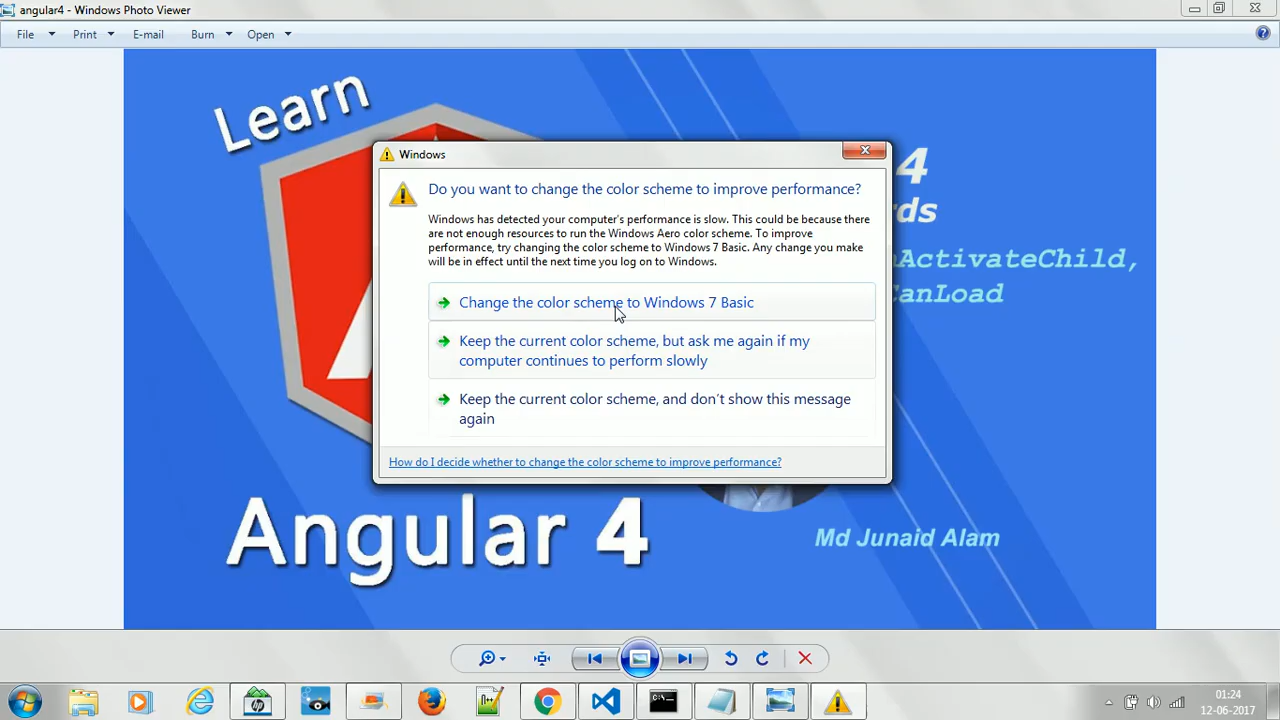 angular4 - Windows Photo Viewer
File Print E-mail Burn Open
Learn
Windows
4
Do you want to change the color scheme to improve performance?
ds
Windows has detected your computer's performance is slow. This could be because there
are not enough resources to run the Windows Aero color scheme. To improve
performance, try changing the color scheme to Windows 7 Basic. Any change you make
will be in effect until the next time you log on to Windows.
ActivateChild,
CanLoad
Change the color scheme to Windows 7 Basic
Keep the current color scheme, but ask me again if my
computer continues to perform slowly
Keep the current color scheme, and don't show this message
again
How do I decide whether to change the color scheme to improve performance?
Angular 4
Md Junaid Alam
01:24
12-06-2017